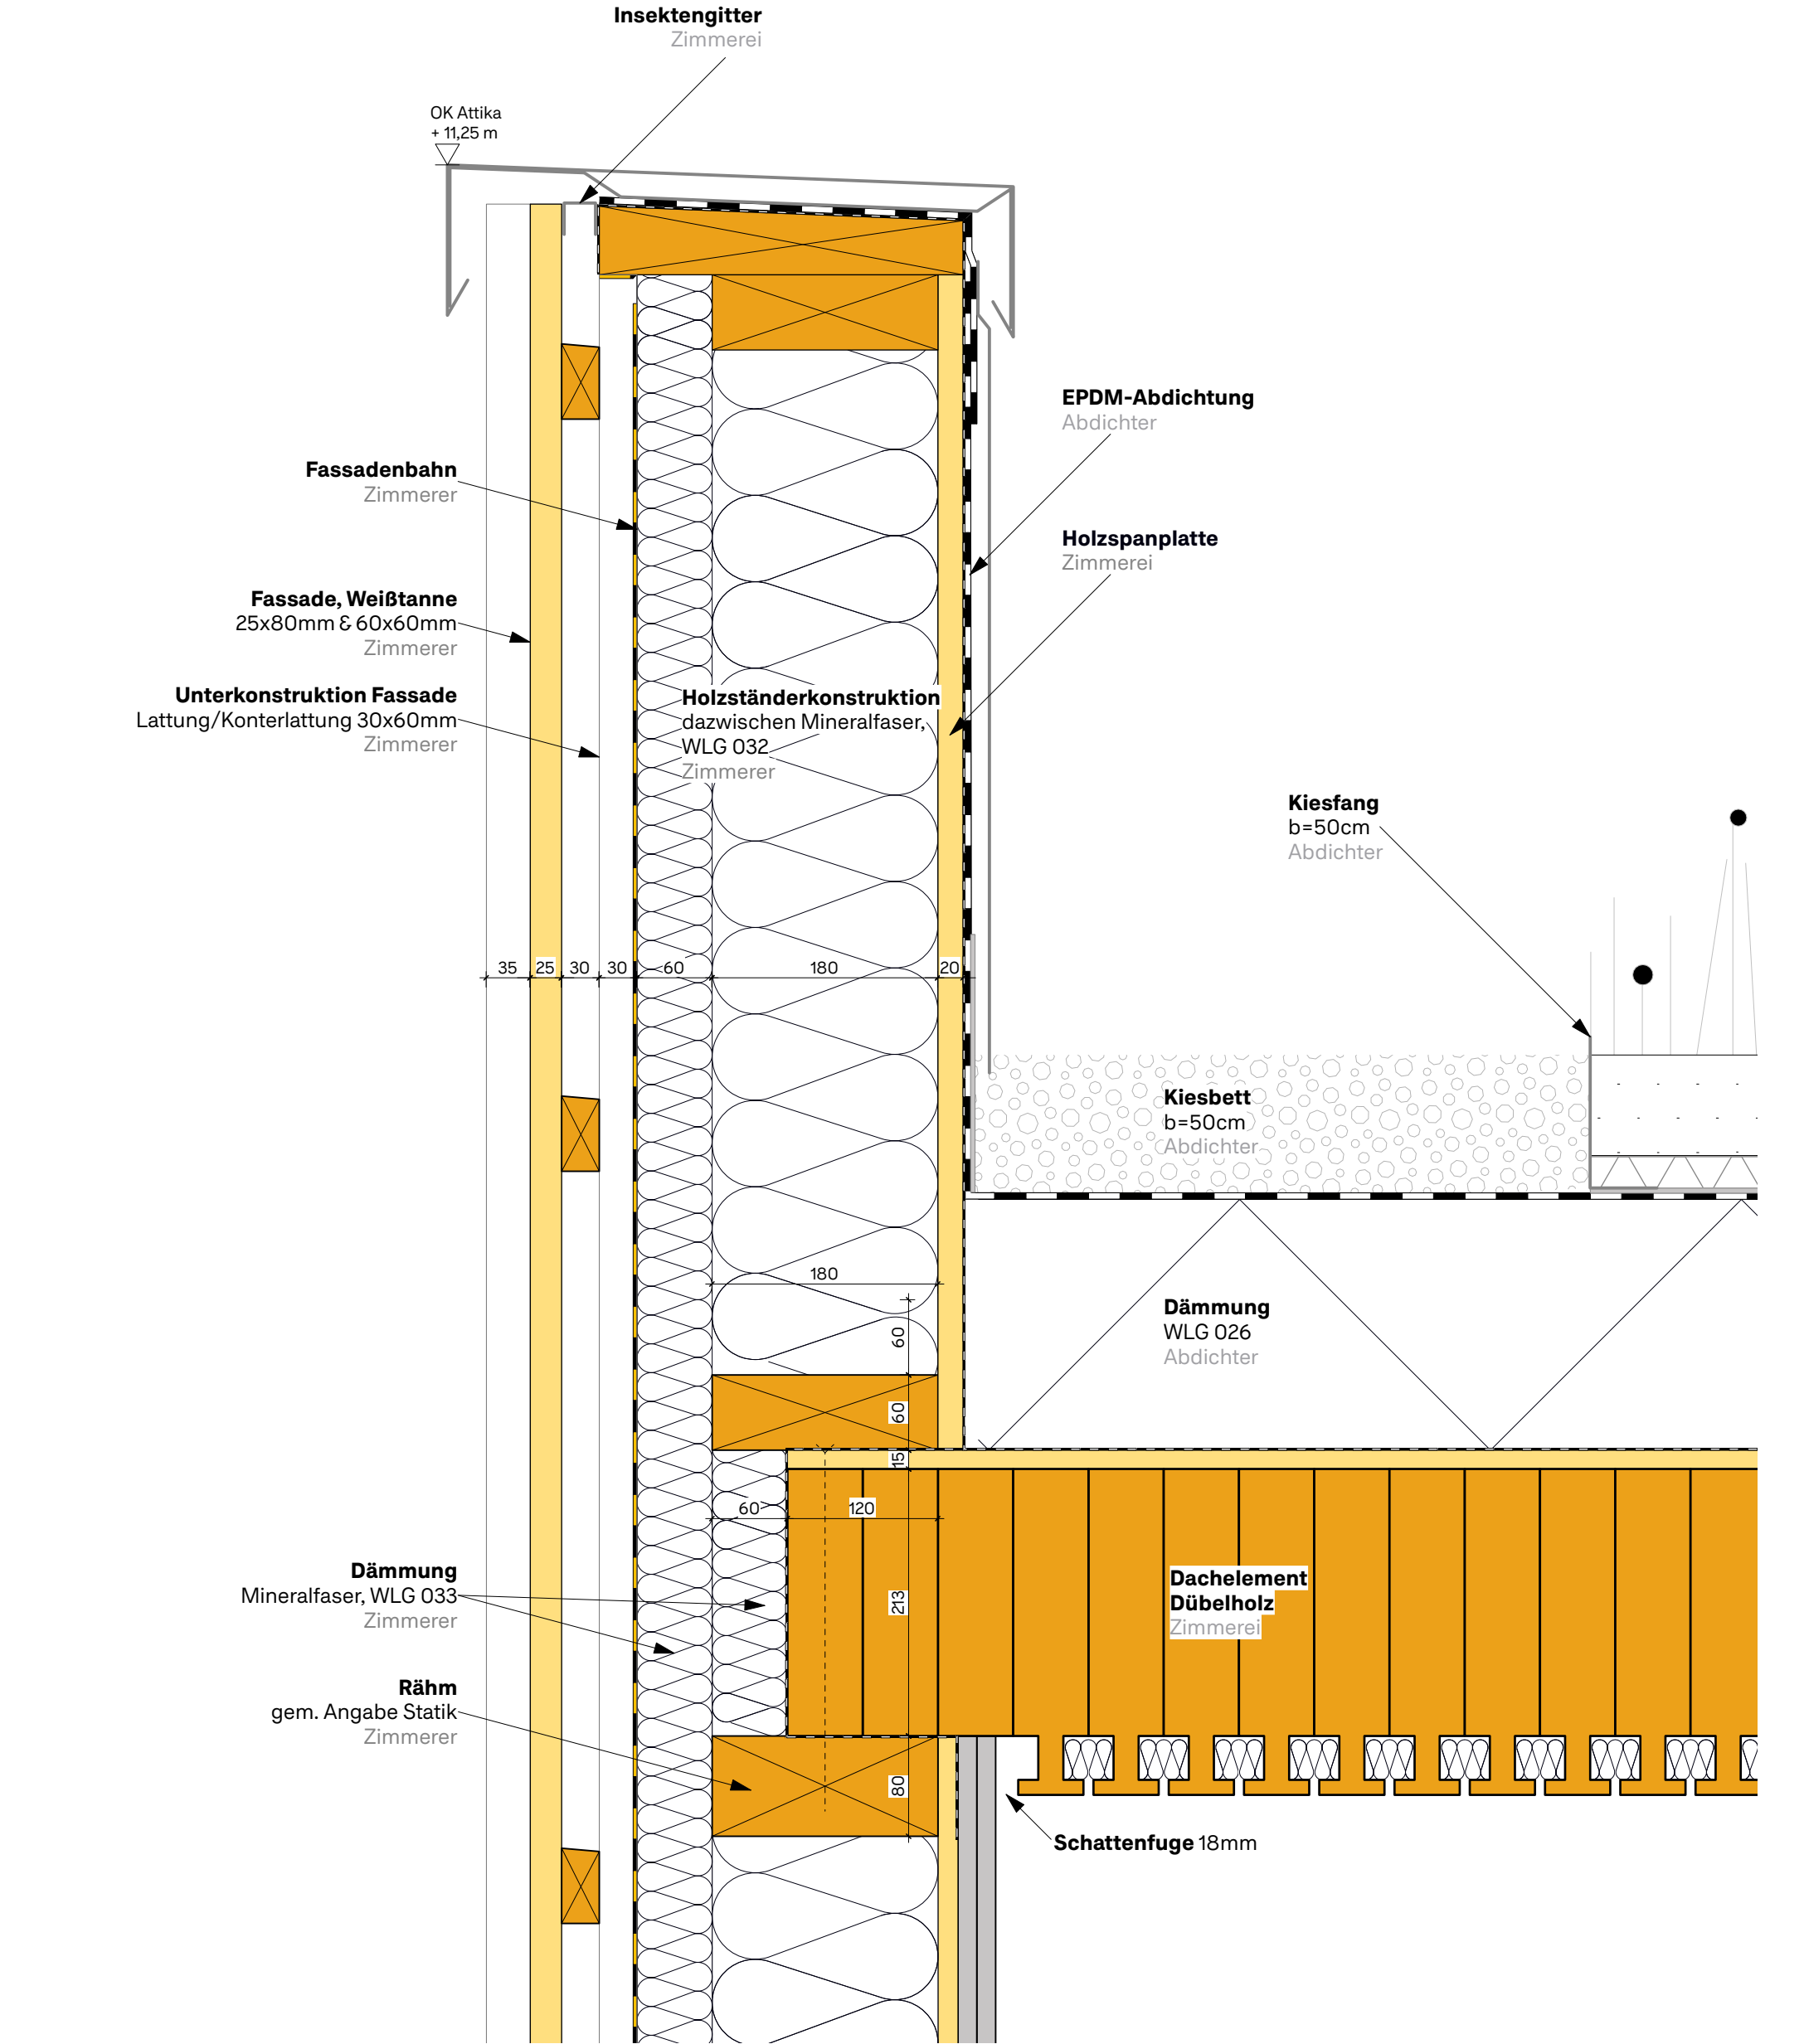 Insektengitter
Zimmerei
OK Attika
+ 11,25 m
EPDM-Abdichtung
Abdichter
Fassadenbahn
Zimmerer
Holzspanplatte
Zimmerei
Fassade, Weißtanne
25x80mm & 60x60mm
Zimmerer
Unterkonstruktion Fassade
Lattung/Konterlattung 30x60mm
Zimmerer
Holzständerkonstruktion
dazwischen Mineralfaser,
WLG 032
Zimmerer
Kiesfang
b=50cm
Abdichter
35 25 30 30 60 180 20
Kiesbett
b=50cm
Abdichter
180
60
Dämmung
WLG 026
Abdichter
60
15
60 120
Dämmung
Mineralfaser, WLG 033
Zimmerer
213
Dachelement
Dübelholz
Zimmerei
Rähm
gem. Angabe Statik
Zimmerer
80
Schattenfuge 18mm